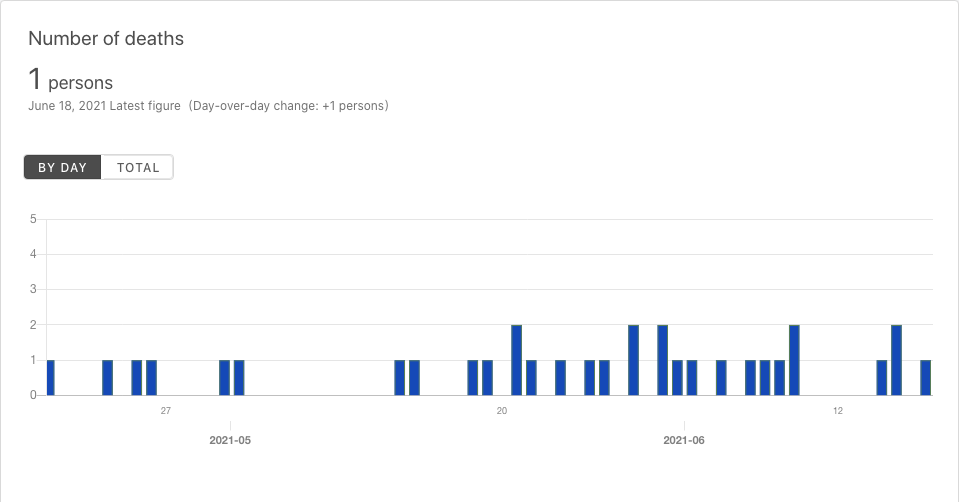 Number of deaths
1 persons
June 18, 2021 Latest figure (Day-over-day change: +1 persons)
BY DAY TOTAL
5
4
3
2
1
0
27 20 12
2021-05 2021-06